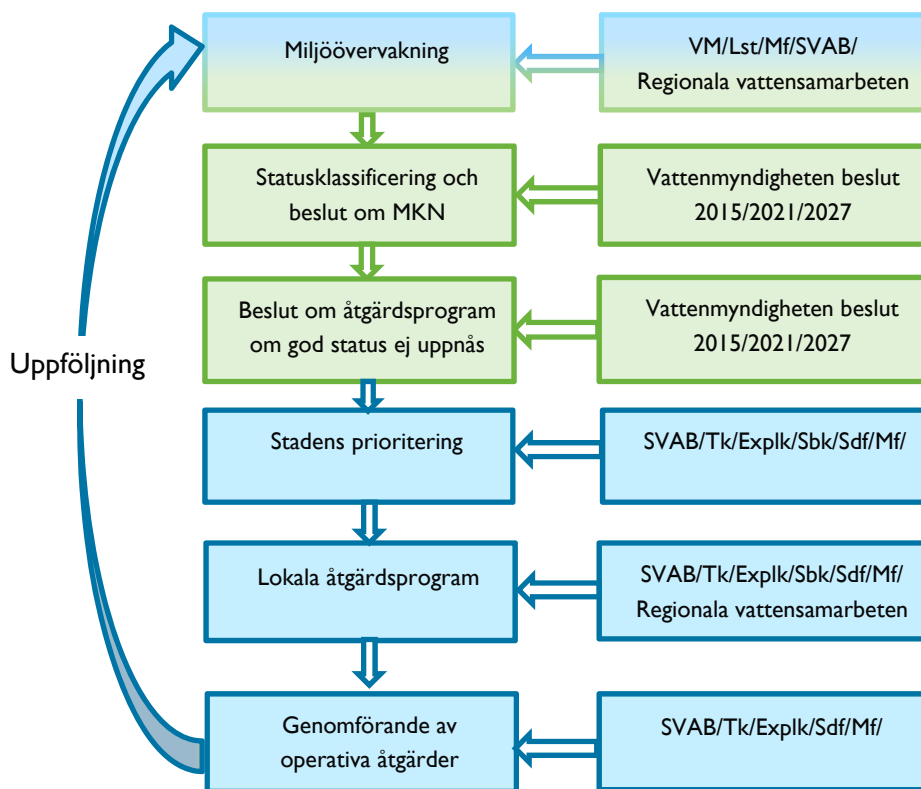 Miljöövervakning
VM/Lst/Mf/SVAB/
Regionala vattensamarbeten
Statusklassificering och
beslut om MKN
Vattenmyndigheten beslut
2015/2021/2027
Beslut om åtgärdsprogram
om god status ej uppnås
Vattenmyndigheten beslut
2015/2021/2027
Uppföljning
Stadens prioritering
SVAB/Tk/Explk/Sbk/Sdf/Mf/
Lokala åtgärdsprogram
SVAB/Tk/Explk/Sbk/Sdf/Mf/
Regionala vattensamarbeten
Genomförande av
operativa åtgärder
SVAB/Tk/Explk/Sdf/Mf/